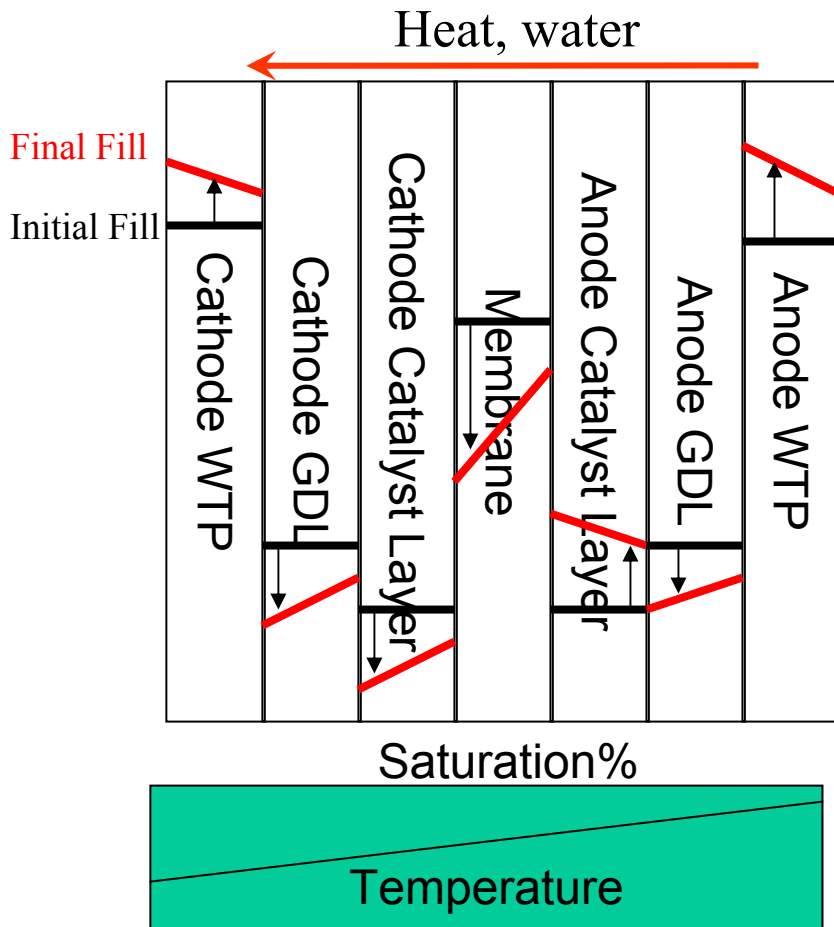 Heat, water
Final Fill
Initial Fill
Cathode WTP
Cathode GDL
Cathode Catalyst Layer
Membrane
Anode Catalyst Layer
Anode GDL
Anode WTP
Saturation%
Temperature